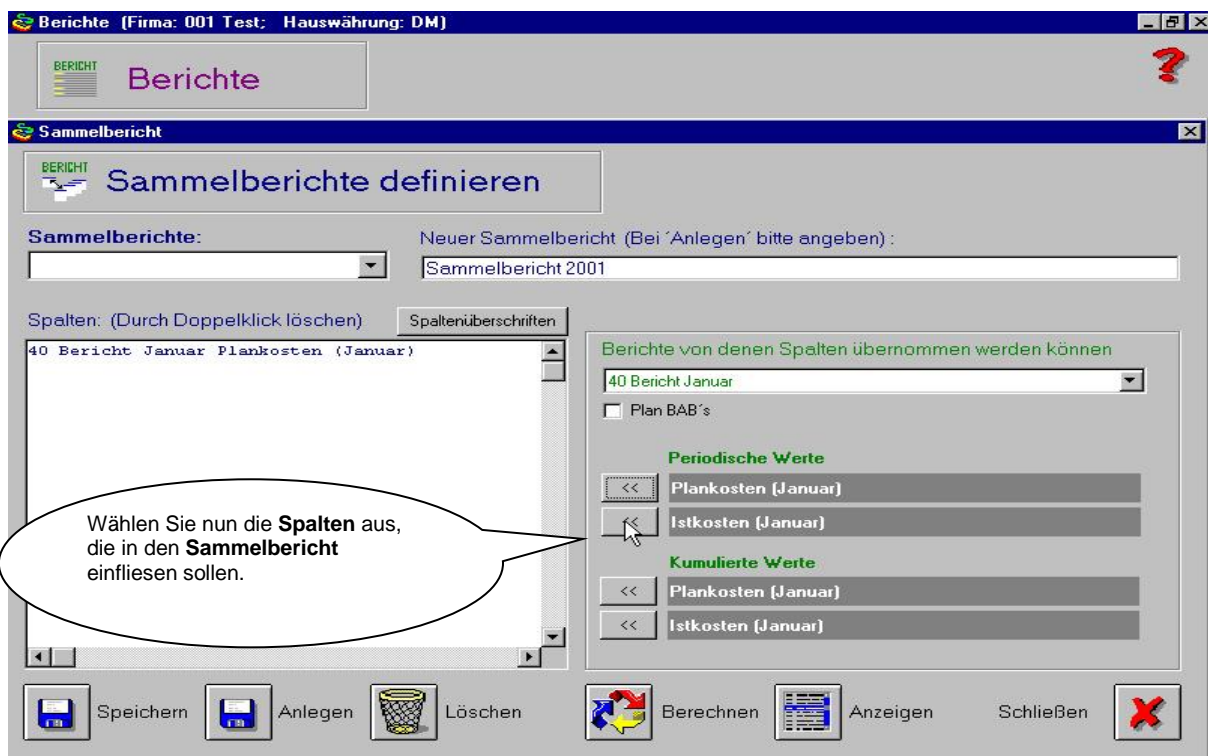 Berichte (Firma: 001 Test; Hauswährung: DM)
BERICHT
Berichte
?
Sammelbericht
BERICHT
Sammelberichte definieren
Sammelberichte:
Neuer Sammelbericht (Bei ´Anlegen´ bitte angeben) :
Sammelbericht 2001
Spalten: (Durch Doppelklick löschen)
Spaltenüberschriften
40 Bericht Januar Plankosten (Januar)
Berichte von denen Spalten übernommen werden können
40 Bericht Januar
Plan BAB´s
Periodische Werte
<< Plankosten (Januar)
<< Istkosten (Januar)
Kumulierte Werte
<< Plankosten (Januar)
<< Istkosten (Januar)
Wählen Sie nun die Spalten aus,
die in den Sammelbericht
einfliesen sollen.
Speichern
Anlegen
Löschen
Berechnen
Anzeigen
Schließen